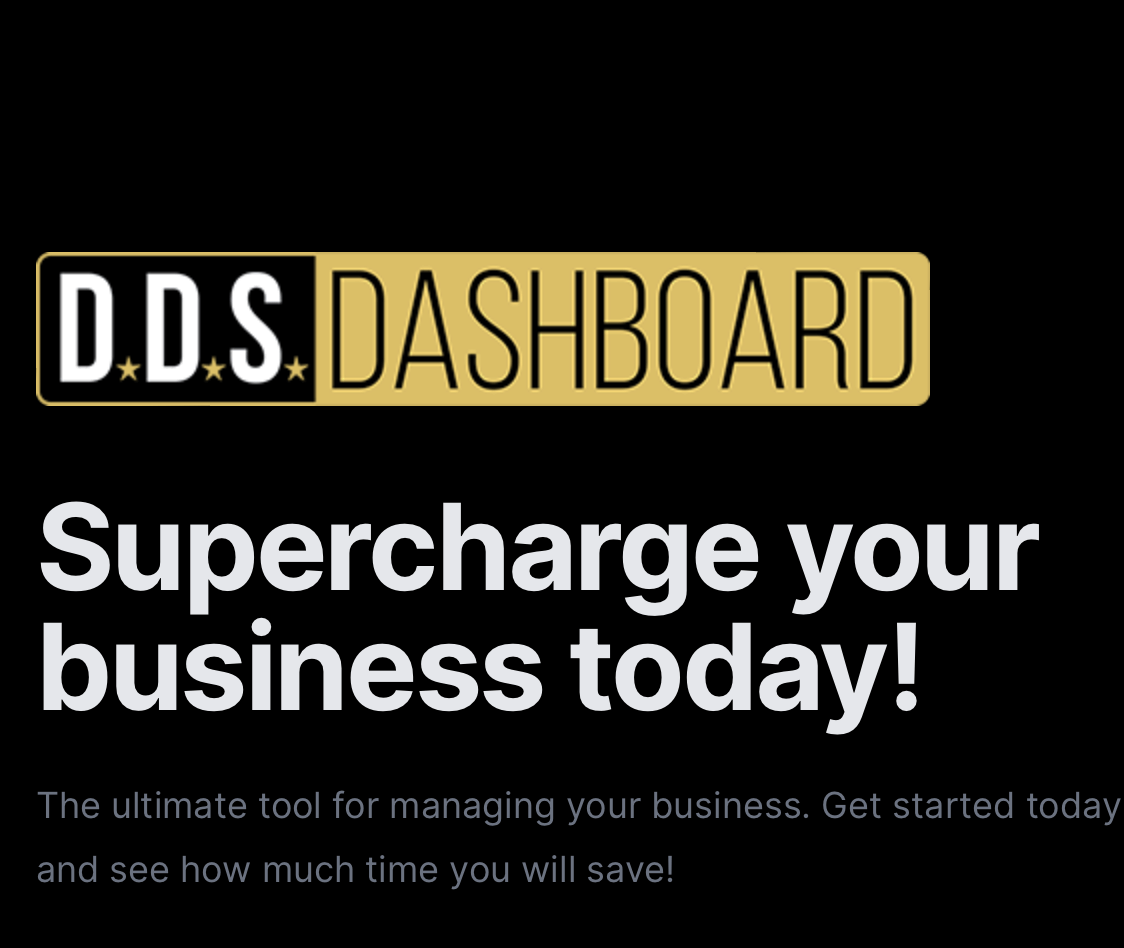 D.D.S. DASHBOARD
Supercharge your
business today!
The ultimate tool for managing your business. Get started today
and see how much time you will save!